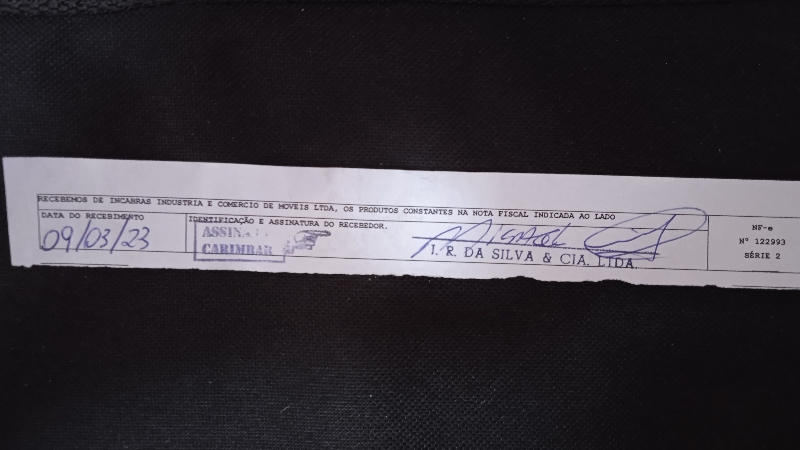 RECEBEMOS DE INCABRAS INDUSTRIA E COMERCIO DE MOVEIS LTDA, OS PRODUTOS CONSTANTES NA NOTA FISCAL INDICADA AO LADO
DATA DO RECEBIMENTO
09/03/23
IDENTIFICAÇÃO E ASSINATURA DO RECEBEDOR.
CARIMBAR
I. R. DA SILVA & CIA. LTDA.
NF-e
Nº 122993
SÉRIE 2